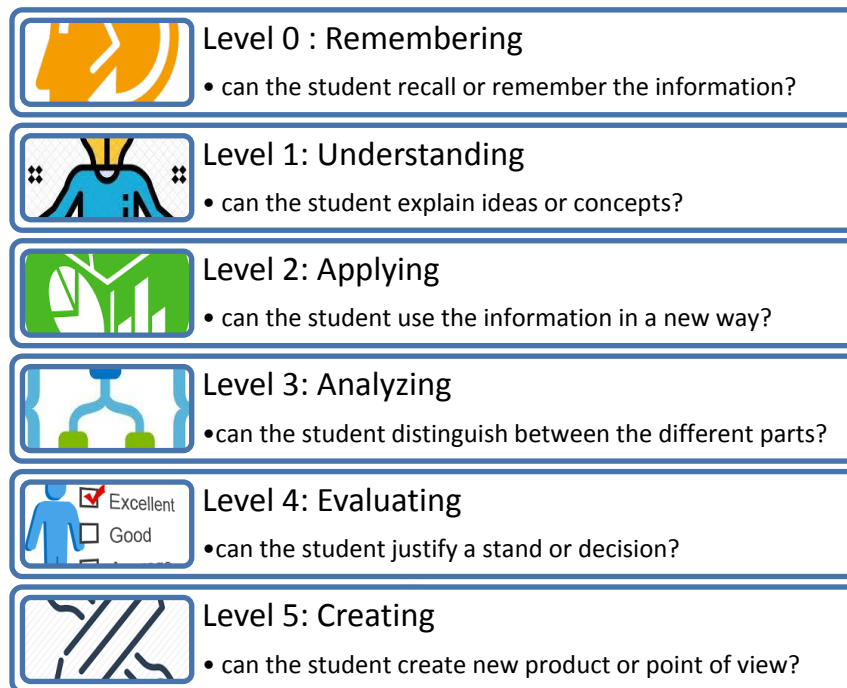 Level 0 : Remembering
• can the student recall or remember the information?
Level 1: Understanding
• can the student explain ideas or concepts?
Level 2: Applying
• can the student use the information in a new way?
Level 3: Analyzing
•can the student distinguish between the different parts?
Excellent
Good
Level 4: Evaluating
•can the student justify a stand or decision?
Level 5: Creating
• can the student create new product or point of view?